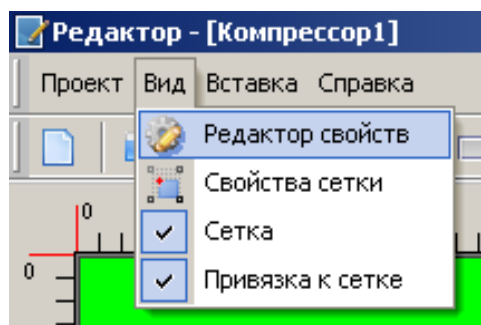 Редактор - [Компрессор1]
Проект Вид Вставка Справка
Редактор свойств
Свойства сетки
0
Сетка
0
Привязка к сетке